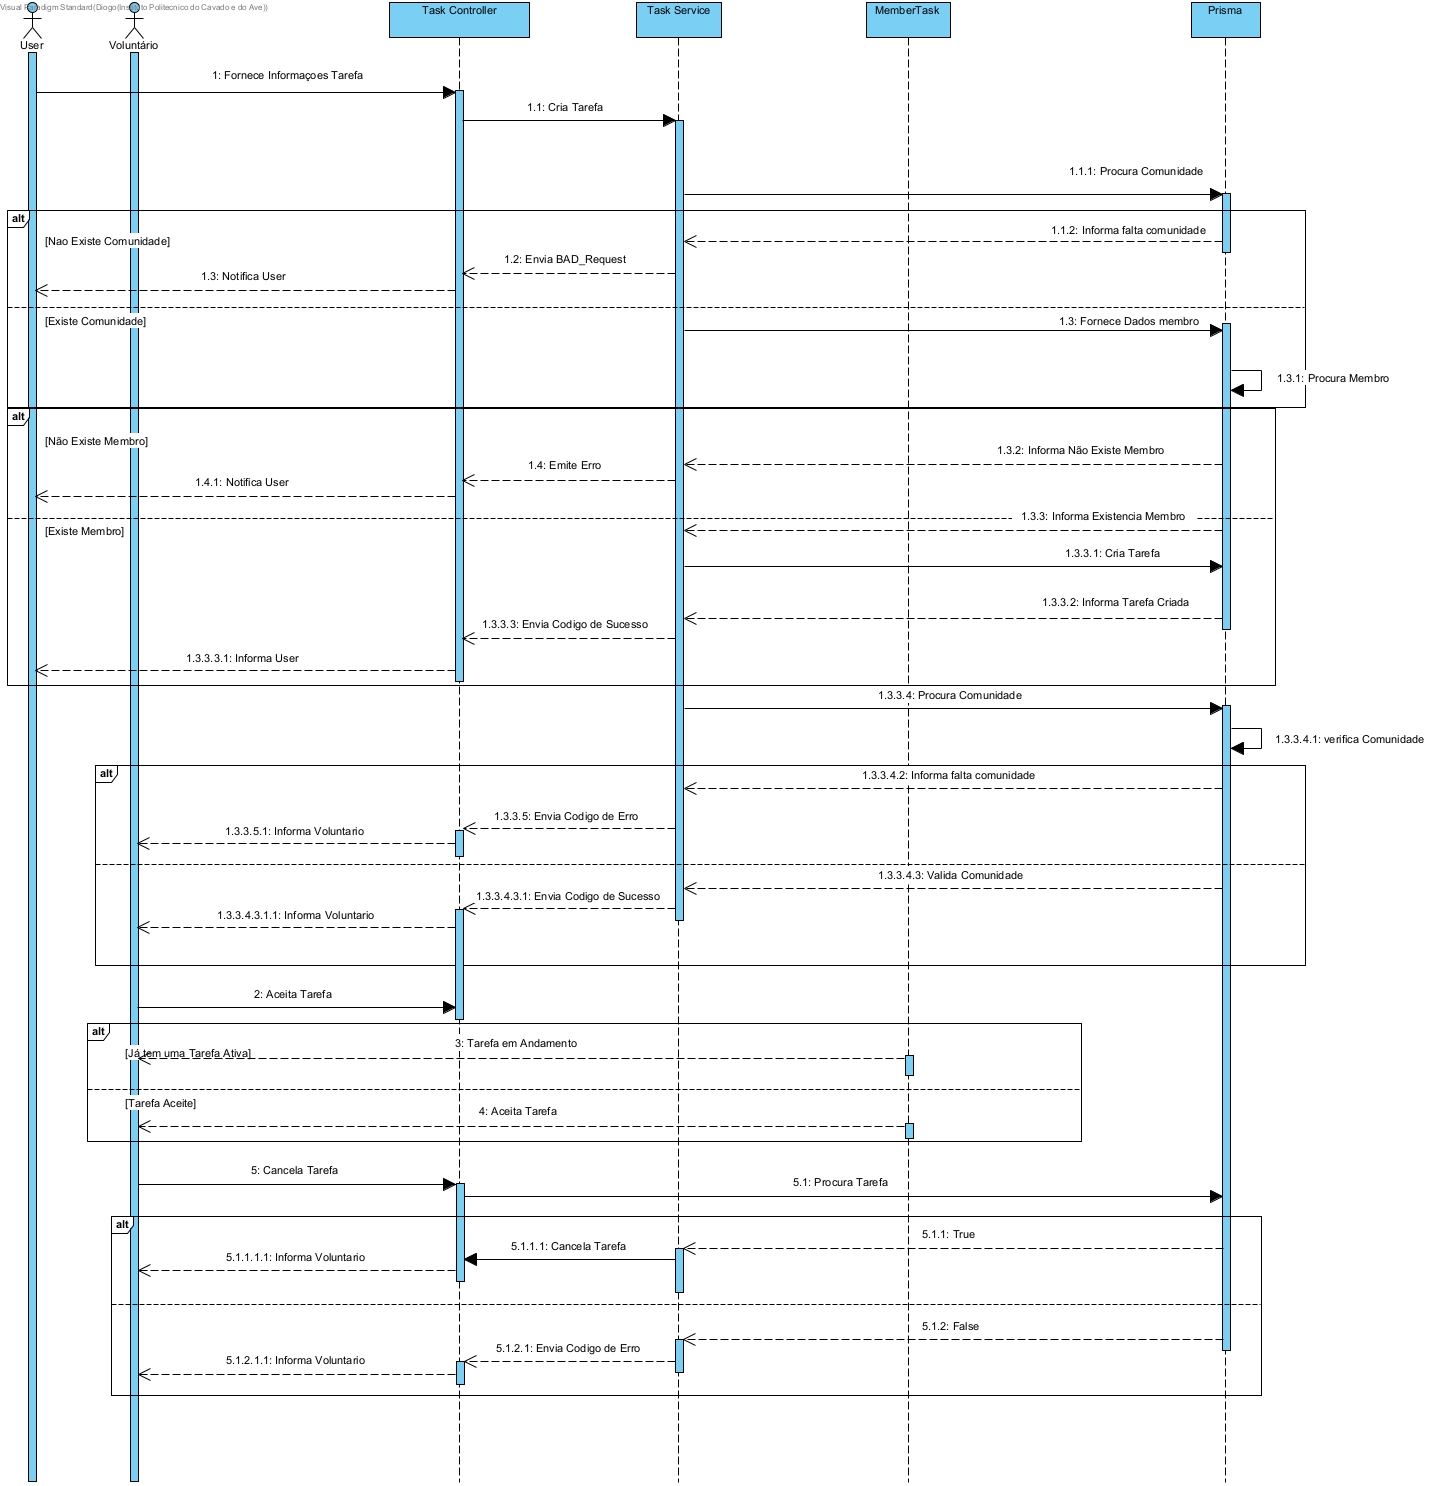 Visual Paradigm Standard(Diogo(Instituto Politecnico do Cavado e do Ave))
User
Voluntário
Task Controller
Task Service
MemberTask
Prisma
1: Fornece Informaçoes Tarefa
1.1: Cria Tarefa
1.1.1: Procura Comunidade
alt
[Nao Existe Comunidade]
1.1.2: Informa falta comunidade
1.2: Envia BAD_Request
1.3: Notifica User
[Existe Comunidade]
1.3: Fornece Dados membro
1.3.1: Procura Membro
alt
[Não Existe Membro]
1.3.2: Informa Não Existe Membro
1.4: Emite Erro
1.4.1: Notifica User
1.3.3: Informa Existencia Membro
[Existe Membro]
1.3.3.1: Cria Tarefa
1.3.3.2: Informa Tarefa Criada
1.3.3.3: Envia Codigo de Sucesso
1.3.3.3.1: Informa User
1.3.3.4: Procura Comunidade
1.3.3.4.1: verifica Comunidade
alt
1.3.3.4.2: Informa falta comunidade
1.3.3.5: Envia Codigo de Erro
1.3.3.5.1: Informa Voluntario
1.3.3.4.3: Valida Comunidade
1.3.3.4.3.1: Envia Codigo de Sucesso
1.3.3.4.3.1.1: Informa Voluntario
2: Aceita Tarefa
alt
3: Tarefa em Andamento
[Já tem uma Tarefa Ativa]
[Tarefa Aceite]
4: Aceita Tarefa
5: Cancela Tarefa
5.1: Procura Tarefa
alt
5.1.1: True
5.1.1.1: Cancela Tarefa
5.1.1.1.1: Informa Voluntario
5.1.2: False
5.1.2.1: Envia Codigo de Erro
5.1.2.1.1: Informa Voluntario